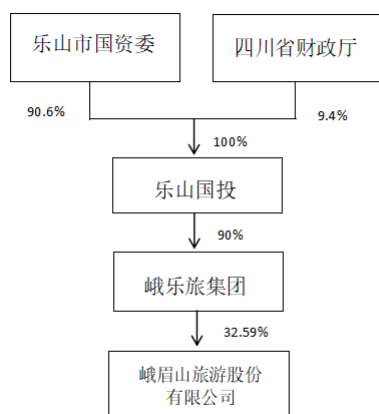 乐山市国资委
四川省财政厅
90.6%
9.4%
100%
乐山国投
90%
峨乐旅集团
32.59%
峨眉山旅游股份
有限公司